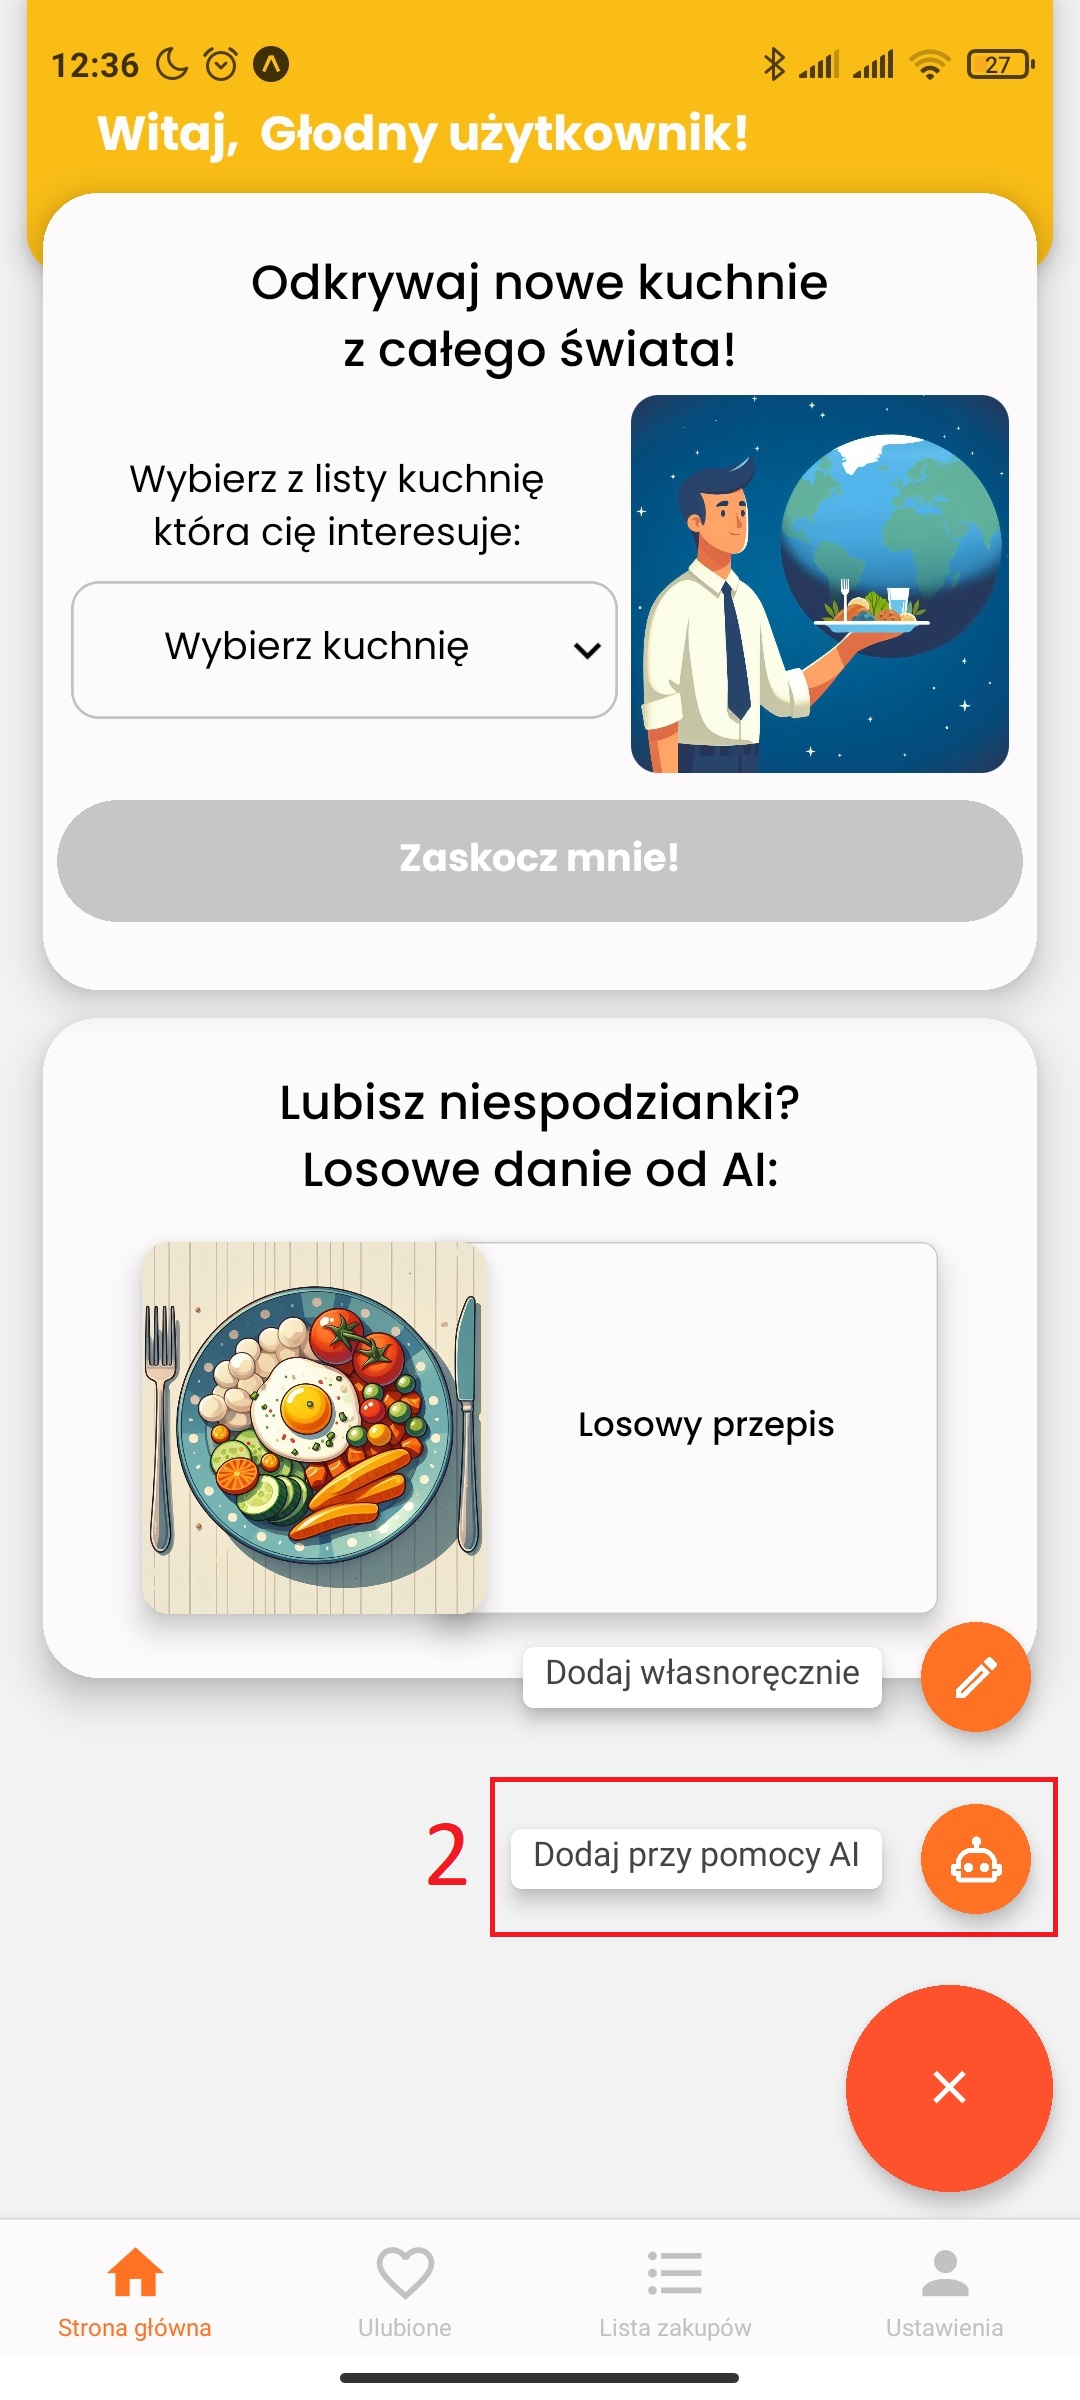 12:36
27
Witaj, Głodny użytkownik!
Odkrywaj nowe kuchnie
z całego świata!
Wybierz z listy kuchnię
która cię interesuje:
Wybierz kuchnię
Zaskocz mnie!
Lubisz niespodzianki?
Losowe danie od AI:
Losowy przepis
Dodaj własnoręcznie
2
Dodaj przy pomocy AI
Strona główna
Ulubione
Lista zakupów
Ustawienia